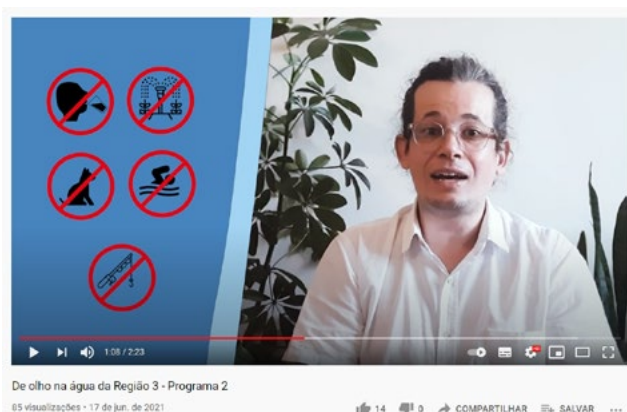 1:08 / 2:23
De olho na água da Região 3 - Programa 2
85 visualizações • 17 de jun. de 2021 14 0 COMPARTILHAR SALVAR ...